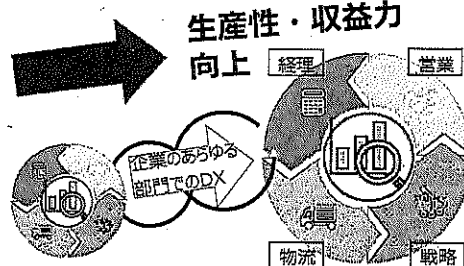 生産性・収益力
向上
経理
営業
企業のあらゆる
部門でのDX
物流
戦略